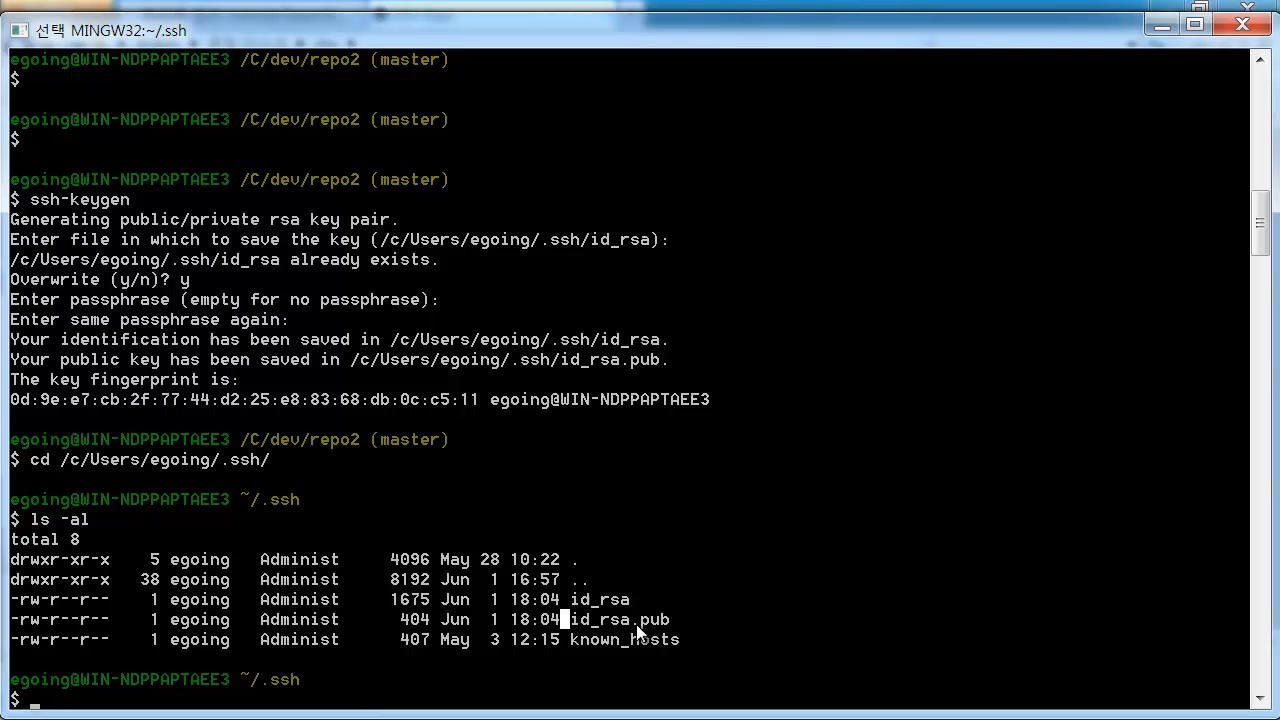 선택 MINGW32:~/.ssh
egoing@WIN-NDPPAPTAEE3 /C/dev/repo2 (master)
$
egoing@WIN-NDPPAPTAEE3 /C/dev/repo2 (master)
$
egoing@WIN-NDPPAPTAEE3 /C/dev/repo2 (master)
$ ssh-keygen
Generating public/private rsa key pair.
Enter file in which to save the key (/c/Users/egoing/.ssh/id_rsa):
/c/Users/egoing/.ssh/id_rsa already exists.
Overwrite (y/n)? y
Enter passphrase (empty for no passphrase):
Enter same passphrase again:
Your identification has been saved in /c/Users/egoing/.ssh/id_rsa.
Your public key has been saved in /c/Users/egoing/.ssh/id_rsa.pub.
The key fingerprint is:
0d:9e:e7:cb:2f:77:44:d2:25:e8:83:68:db:0c:c5:11 egoing@WIN-NDPPAPTAEE3
egoing@WIN-NDPPAPTAEE3 /C/dev/repo2 (master)
$ cd /c/Users/egoing/.ssh/
egoing@WIN-NDPPAPTAEE3 ~/.ssh
$ ls -al
total 8
drwxr-xr-x 5 egoing Administ 4096 May 28 10:22 .
drwxr-xr-x 38 egoing Administ 8192 Jun 1 16:57 ..
-rw-r--r-- 1 egoing Administ 1675 Jun 1 18:04 id_rsa
-rw-r--r-- 1 egoing Administ 404 Jun 1 18:04 id_rsa.pub
-rw-r--r-- 1 egoing Administ 407 May 3 12:15 known_hosts
egoing@WIN-NDPPAPTAEE3 ~/.ssh
$